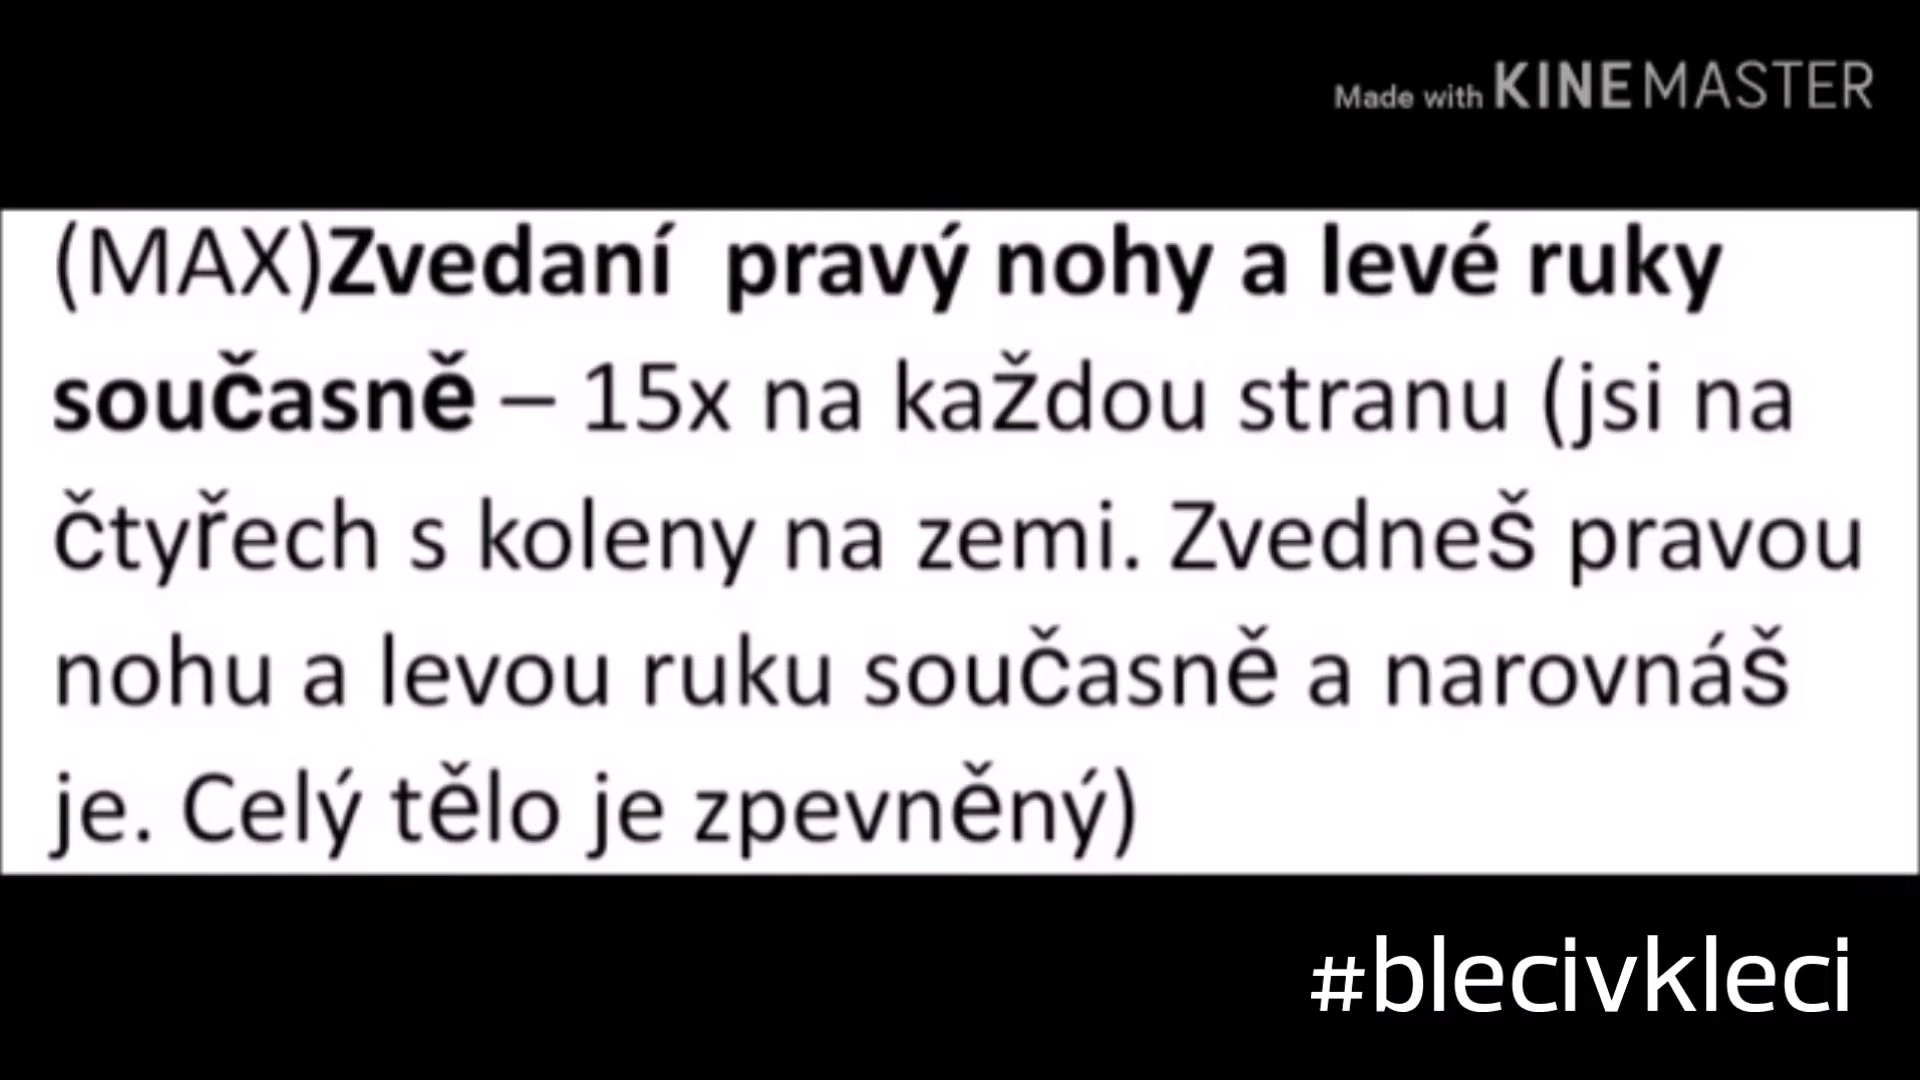 Made with KINEMASTER
(MAX)Zvedaní  pravý nohy a levé ruky
současně – 15x na každou stranu (jsi na
čtyřech s koleny na zemi. Zvedneš pravou
nohu a levou ruku současně a narovnáš
je. Celý tělo je zpevněný)
#blecivkleci